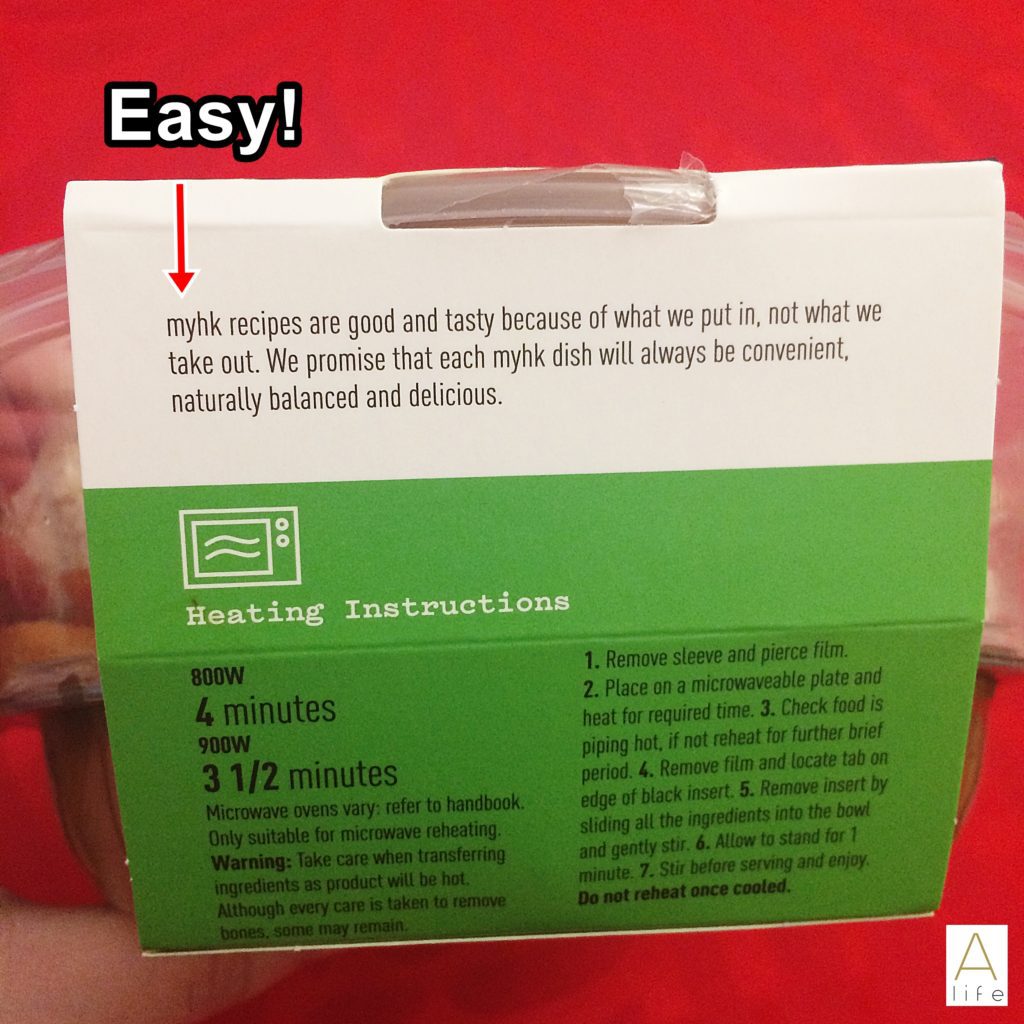 Easy!
myhk recipes are good and tasty because of what we put in, not what we
take out. We promise that each myhk dish will always be convenient,
naturally balanced and delicious.
Heating Instructions
800W
4 minutes
900W
3 1/2 minutes
Microwave ovens vary: refer to handbook.
Only suitable for microwave reheating.
Warning: Take care when transferring
ingredients as product will be hot.
Although every care is taken to remove
bones, some may remain.
1. Remove sleeve and pierce film.
2. Place on a microwaveable plate and
heat for required time. 3. Check food is
piping hot, if not reheat for further brief
period. 4. Remove film and locate tab on
edge of black insert. 5. Remove insert by
sliding all the ingredients into the bowl
and gently stir. 6. Allow to stand for 1
minute. 7. Stir before serving and enjoy.
Do not reheat once cooled.
A
life